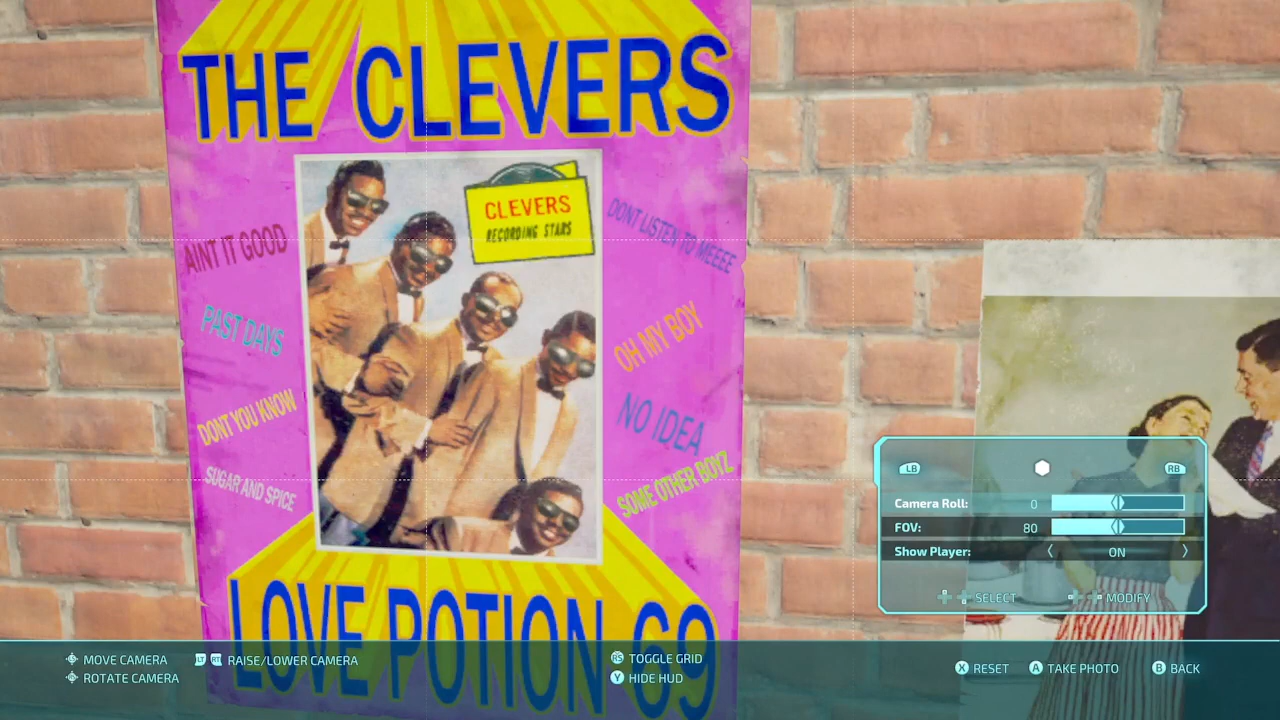 THE CLEVERS
CLEVERS
RECORDING STARS
AINT IT GOOD
PAST DAYS
DONT YOU KNOW
SUGAR AND SPICE
DONT LISTEN TO MEEEE
OH MY BOY
NO IDEA
SOME OTHER BOYZ
LOVE POTION 69
LB
RB
Camera Roll: 0
FOV: 80
Show Player: ON
SELECT MODIFY
MOVE CAMERA
LT RT RAISE/LOWER CAMERA
ROTATE CAMERA
RS TOGGLE GRID
Y HIDE HUD
X RESET A TAKE PHOTO B BACK